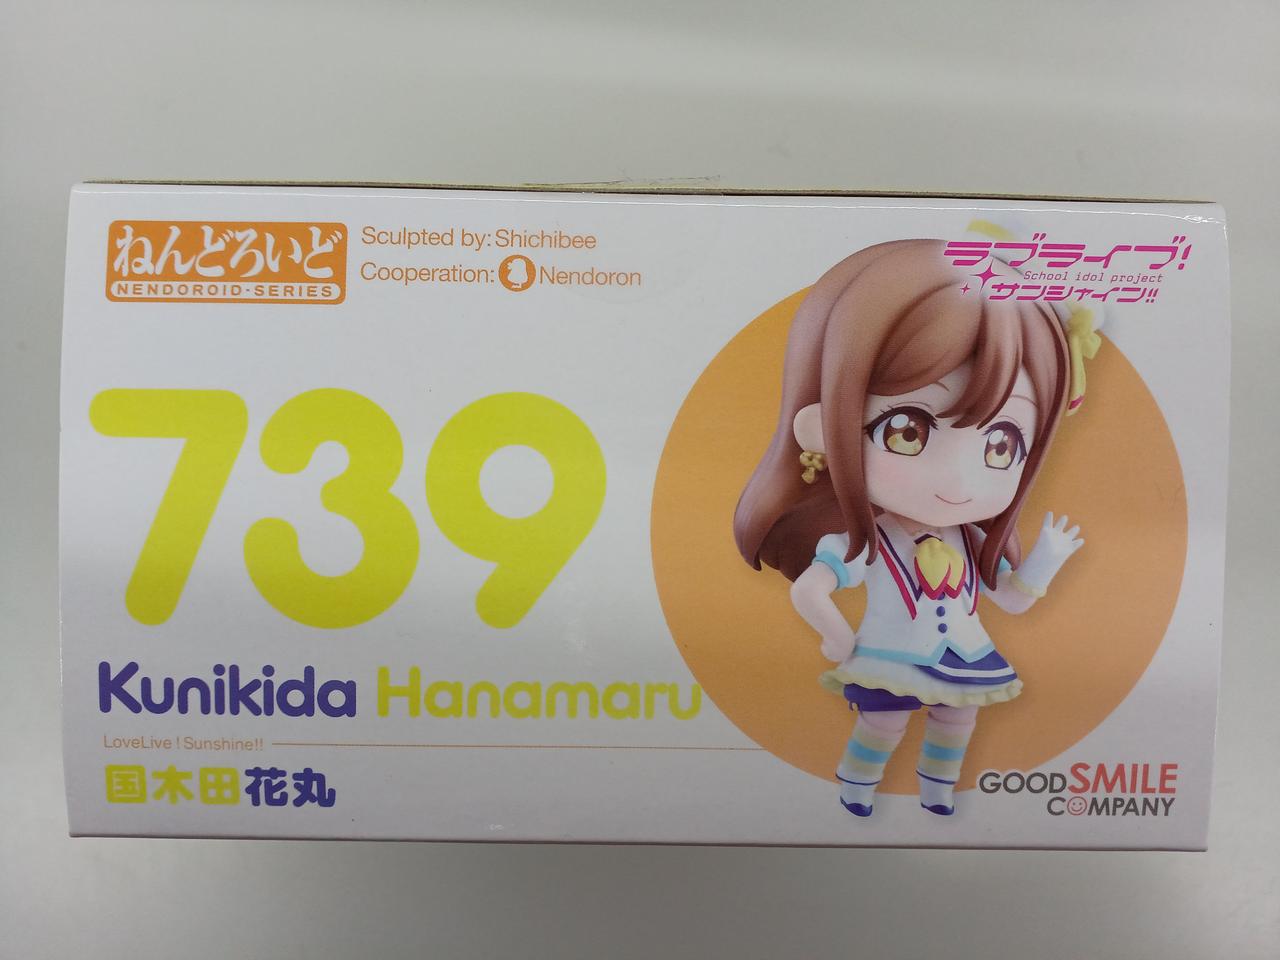 ねんどろいど
NENDOROID-SERIES
Sculpted by: Shichibee
Cooperation: Nendoron
ラブライブ!
School idol project
サンシャイン!!
739
Kunikida Hanamaru
LoveLive! Sunshine!!
国木田花丸
GOOD SMILE
COMPANY